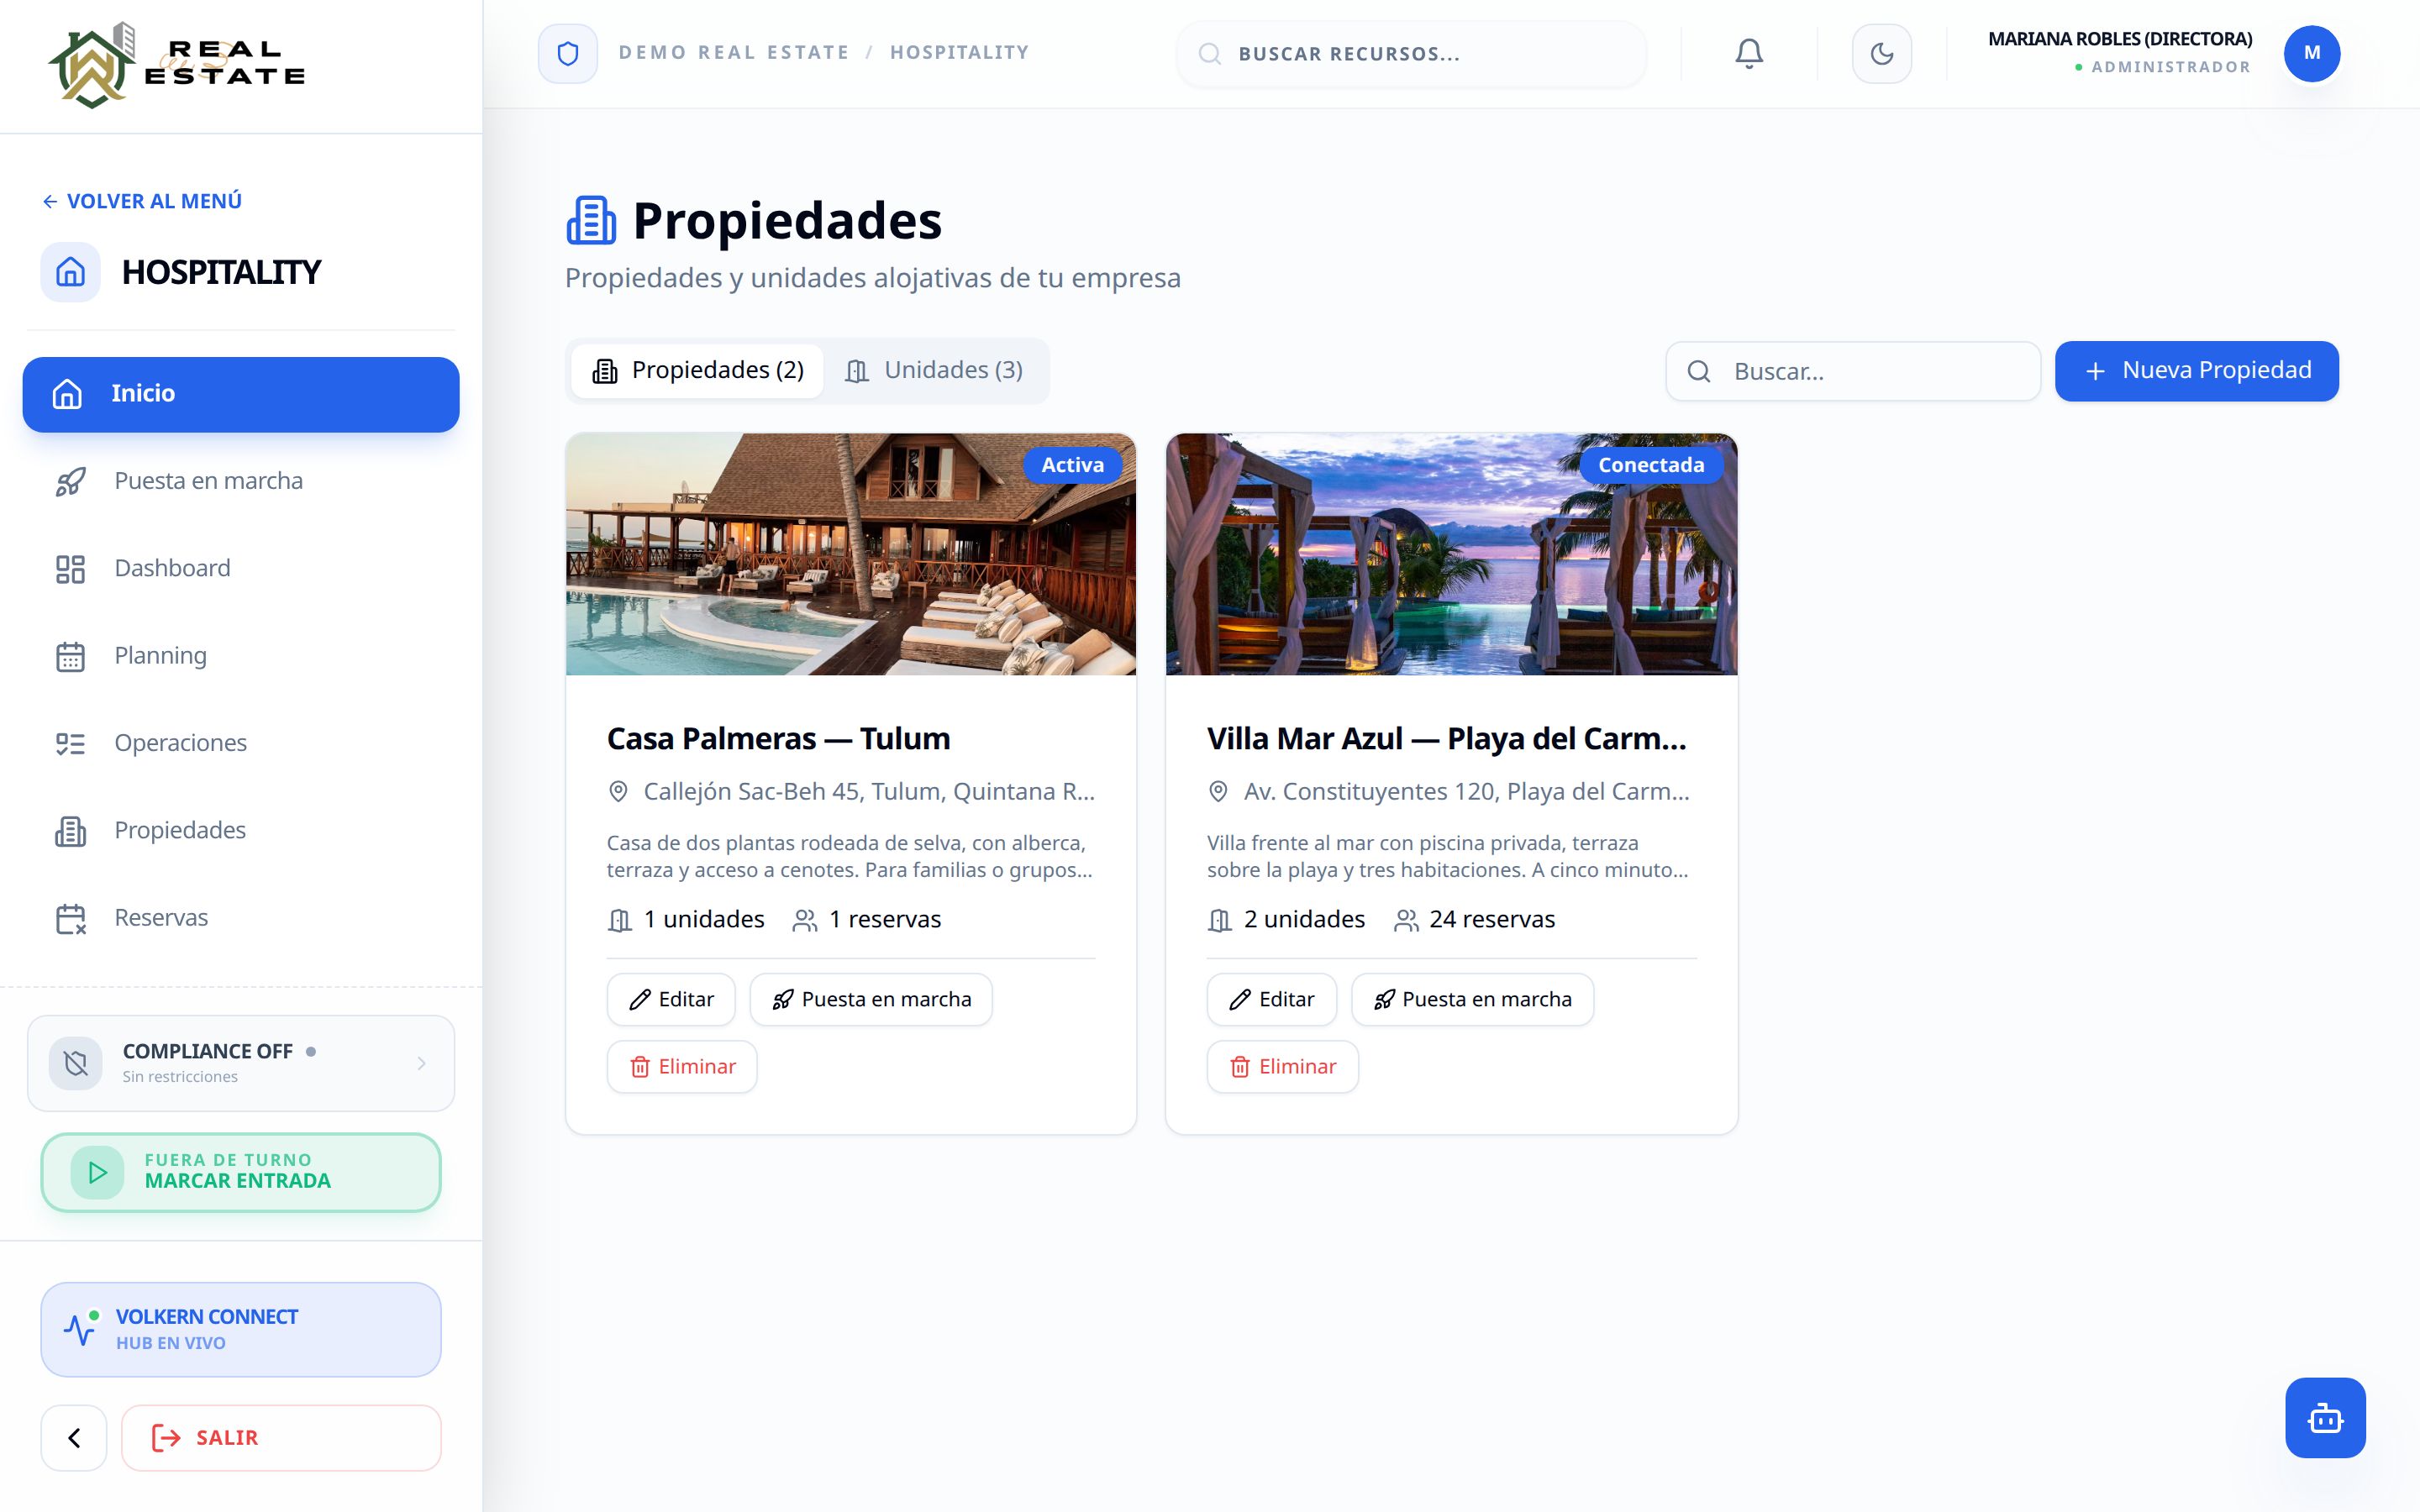 REAL
ESTATE
DEMO REAL ESTATE / HOSPITALITY
BUSCAR RECURSOS...
MARIANA ROBLES (DIRECTORA)
ADMINISTRADOR
M
VOLVER AL MENÚ
HOSPITALITY
Inicio
Puesta en marcha
Dashboard
Planning
Operaciones
Propiedades
Reservas
COMPLIANCE OFF
Sin restricciones
FUERA DE TURNO
MARCAR ENTRADA
VOLKERN CONNECT
HUB EN VIVO
SALIR
Propiedades
Propiedades y unidades alojativas de tu empresa
Propiedades (2)
Unidades (3)
Buscar...
Nueva Propiedad
Activa
Casa Palmeras — Tulum
Callejón Sac-Beh 45, Tulum, Quintana R...
Casa de dos plantas rodeada de selva, con alberca,
terraza y acceso a cenotes. Para familias o grupos...
1 unidades
1 reservas
Editar
Puesta en marcha
Eliminar
Conectada
Villa Mar Azul — Playa del Carm...
Av. Constituyentes 120, Playa del Carm...
Villa frente al mar con piscina privada, terraza
sobre la playa y tres habitaciones. A cinco minuto...
2 unidades
24 reservas
Editar
Puesta en marcha
Eliminar